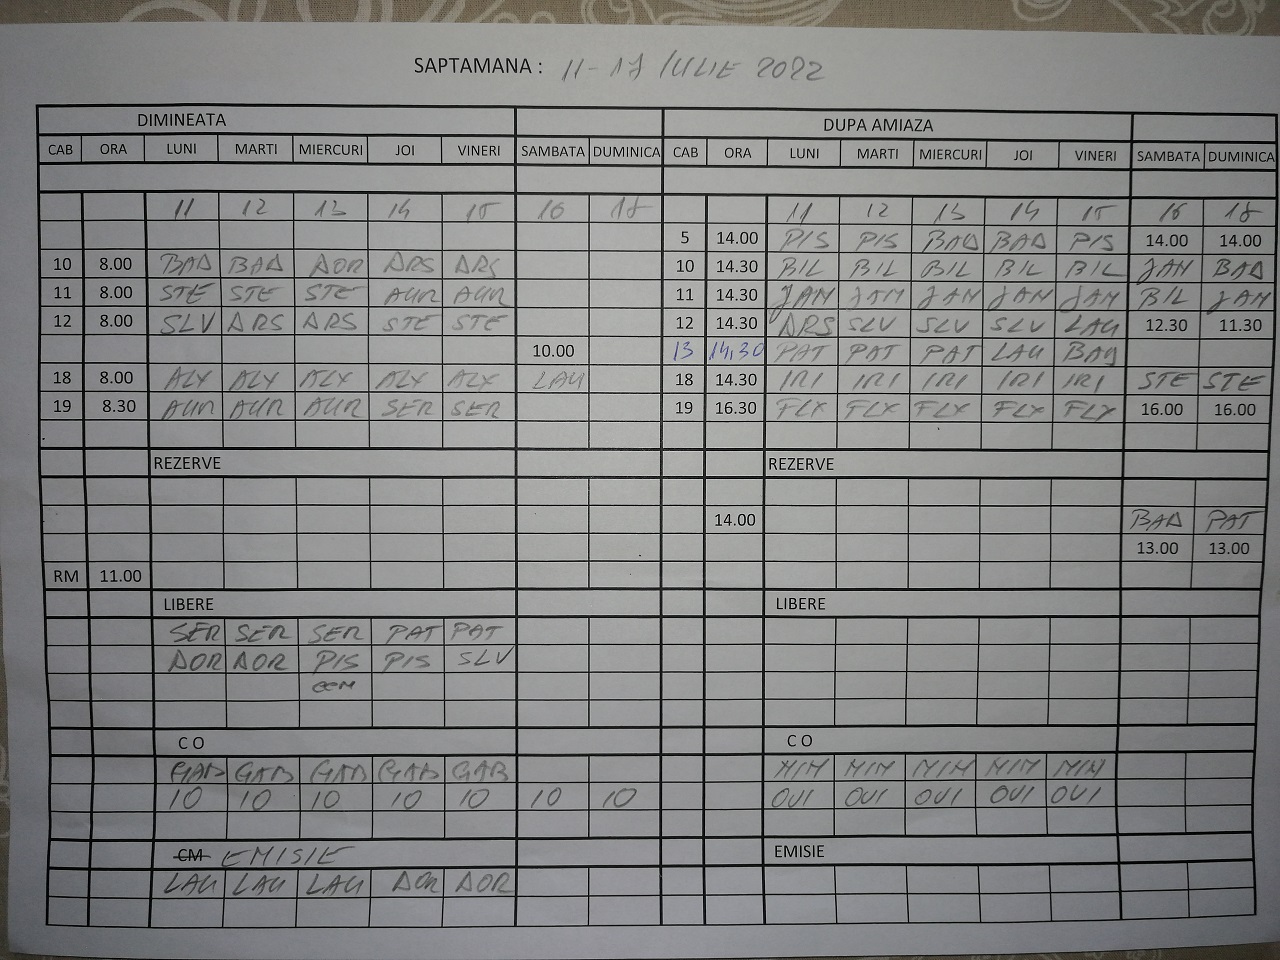 SAPTAMANA : 11-17 IULIE 2022
DIMINEATA DUPA AMIAZA
CAB ORA LUNI MARTI MIERCURI JOI VINERI SAMBATA DUMINICA CAB ORA LUNI MARTI MIERCURI JOI VINERI SAMBATA DUMINICA
11 12 13 14 15 16 17 11 12 13 14 15 16 17
5 14.00 PIS PIS BAD BAD PIS 14.00 14.00
10 8.00 BAD BAD AOR ARS ARS 10 14.30 BIL BIL BIL BIL BIL JAN BAD
11 8.00 STE STE STE AUR AUR 11 14.30 JAN JAN JAN JAN JAN BIL JAN
12 8.00 SLV ARS ARS STE STE 12 14.30 ARS SLV SLV SLV LAU 12.30 11.30
10.00 13 14,30 PAT PAT PAT LAU BAD
18 8.00 ALX ALX ALX ALX ALX LAU 18 14.30 IRI IRI IRI IRI IRI STE STE
19 8.30 AUR AUR AUR SER SER 19 16.30 FLX FLX FLX FLX FLX 16.00 16.00
REZERVE REZERVE
14.00 BAD PAT
13.00 13.00
RM 11.00
LIBERE LIBERE
SER SER SER PAT PAT
AOR AOR PIS PIS SLV
C O C O
GAB GAB GAB GAB GAB MIH MIH MIH MIH MIH
10 10 10 10 10 10 10 OUI OUI OUI OUI OUI
CM EMISIE EMISIE
LAU LAU LAU AOR AOR